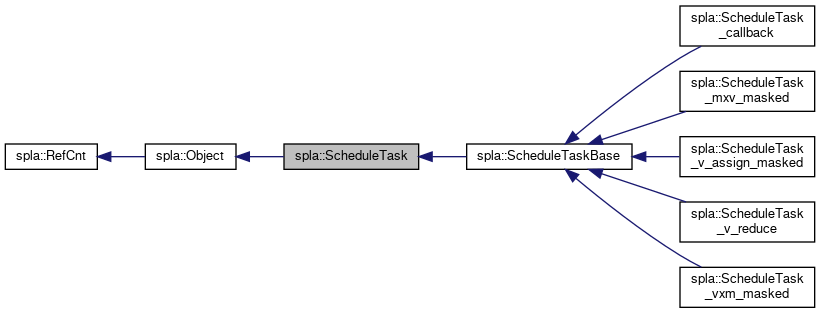 spla::RefCnt
spla::Object
spla::ScheduleTask
spla::ScheduleTaskBase
spla::ScheduleTask
_callback
spla::ScheduleTask
_mxv_masked
spla::ScheduleTask
_v_assign_masked
spla::ScheduleTask
_v_reduce
spla::ScheduleTask
_vxm_masked